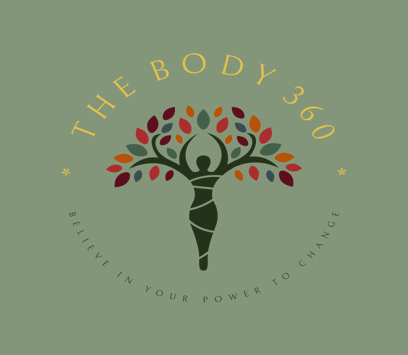 THE BODY 360
* *
BELIEVE IN YOUR POWER TO CHANGE